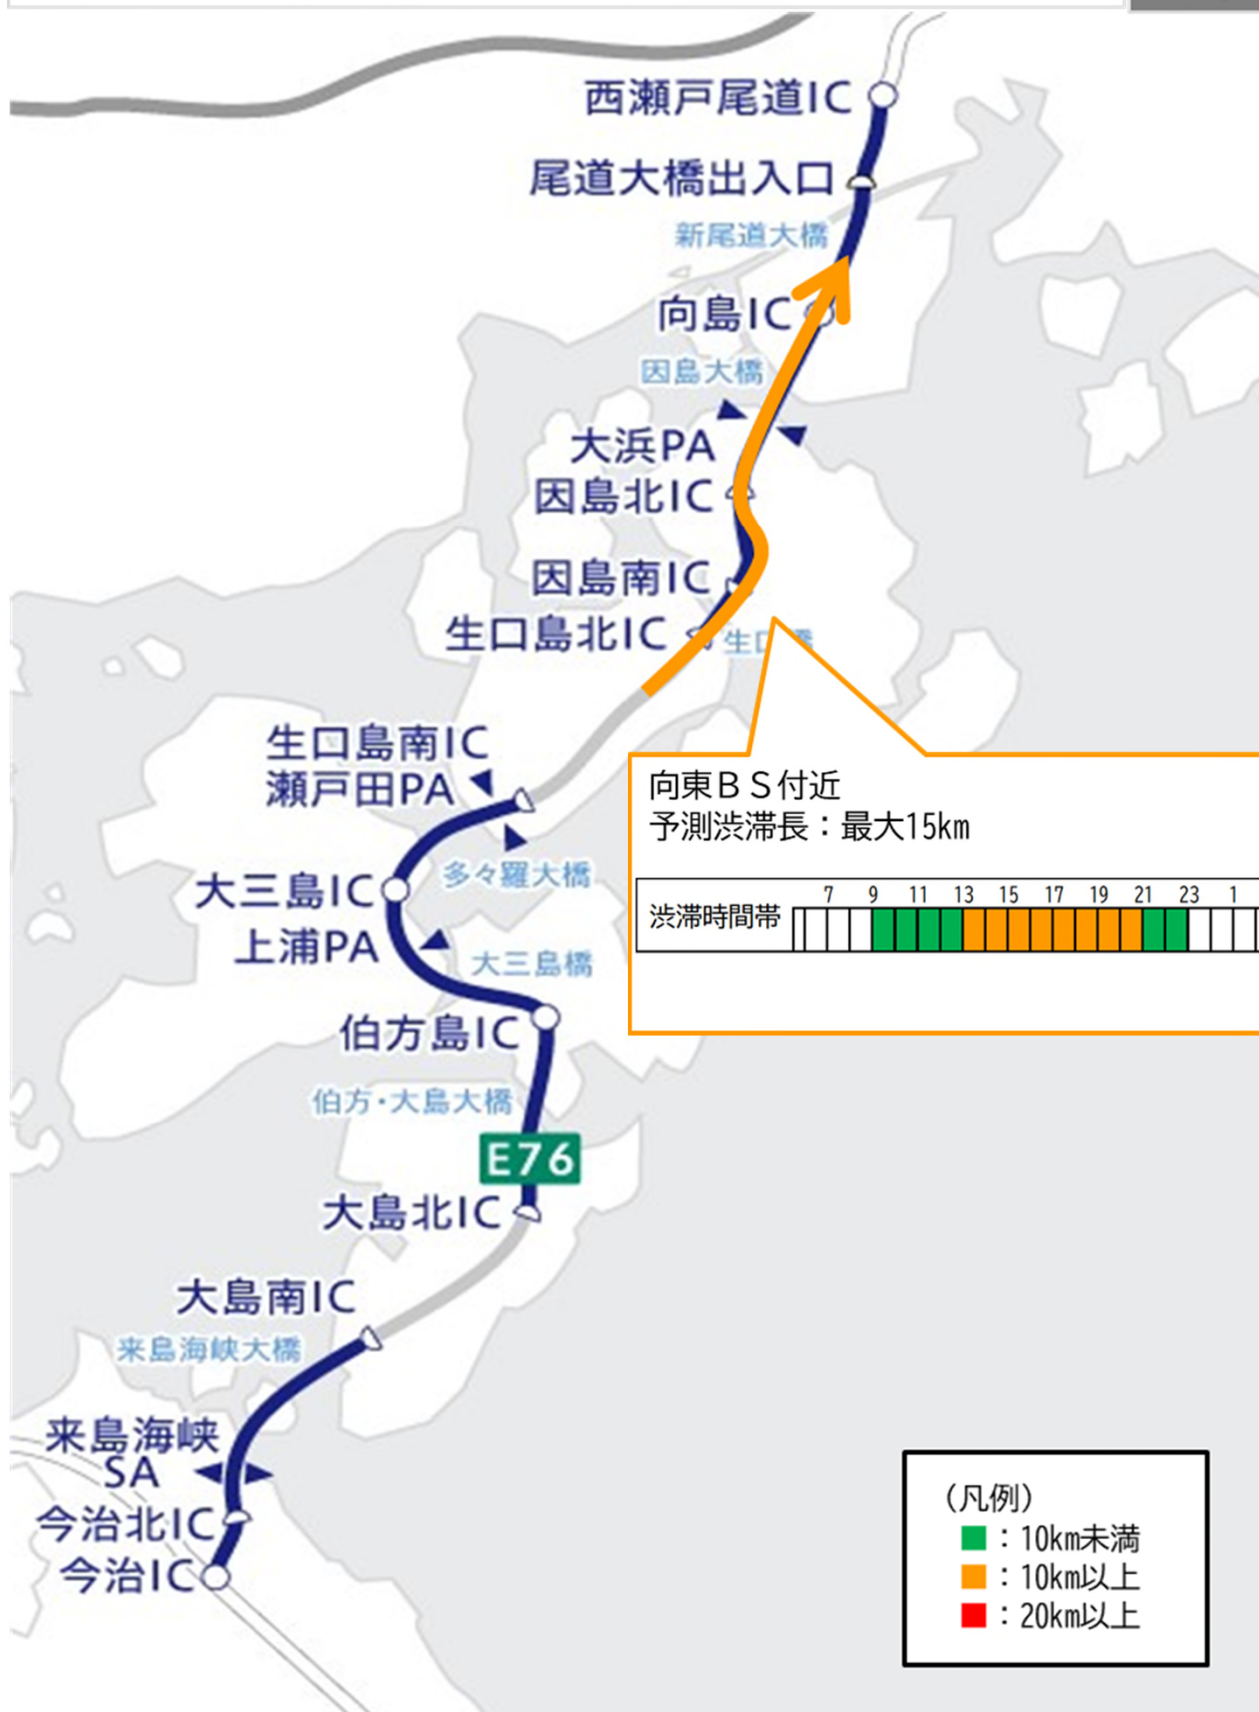 西瀬戸尾道IC
尾道大橋出入口
新尾道大橋
向島IC
因島大橋
大浜PA
因島北IC
因島南IC
生口島北IC
生口橋
生口島南IC
瀬戸田PA
多々羅大橋
大三島IC
上浦PA
大三島橋
伯方島IC
伯方・大島大橋
E76
大島北IC
大島南IC
来島海峡大橋
来島海峡
SA
今治北IC
今治IC
向東BS付近
予測渋滞長：最大15km
7 9 11 13 15 17 19 21 23 1
渋滞時間帯
(凡例)
：10km未満
：10km以上
：20km以上